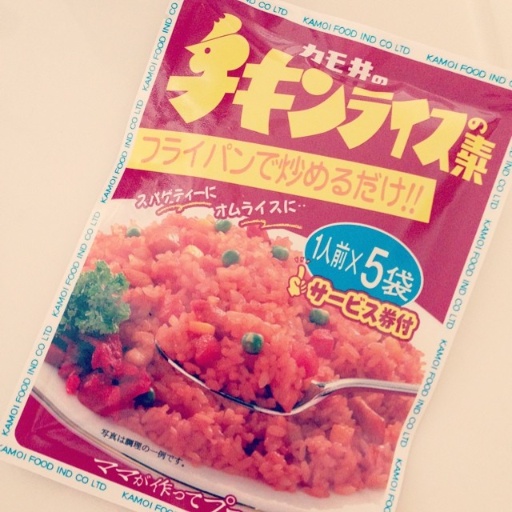 KAMOI FOOD IND CO LTD
カモ井の
チキンライスの素
フライパンで炒めるだけ!!
スパゲティーに
オムライスに‥
1人前×5袋
サービス券付
写真は調理の一例です。
ママが作ってプ
KAMOI FOOD IND CO LTD